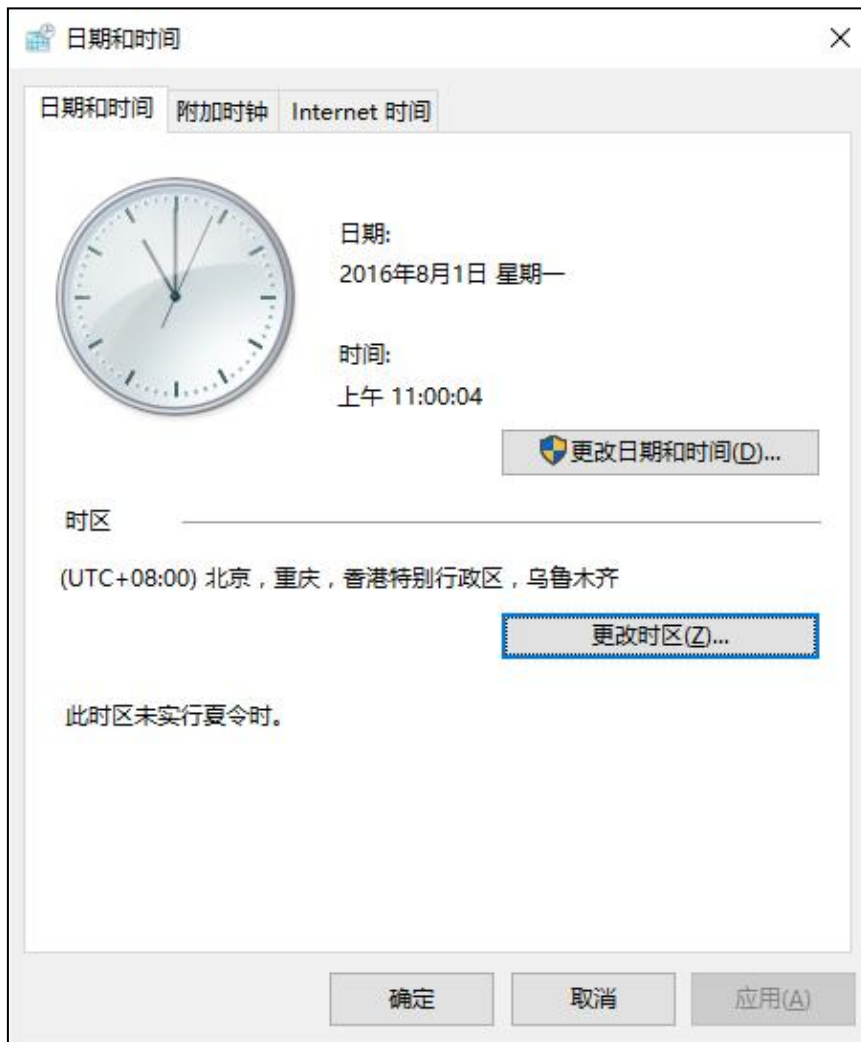 日期和时间
日期和时间 附加时钟 Internet 时间
日期:
2016年8月1日 星期一
时间:
上午 11:00:04
更改日期和时间(D)...
时区
(UTC+08:00) 北京，重庆，香港特别行政区，乌鲁木齐
更改时区(Z)...
此时区未实行夏令时。
确定 取消 应用(A)